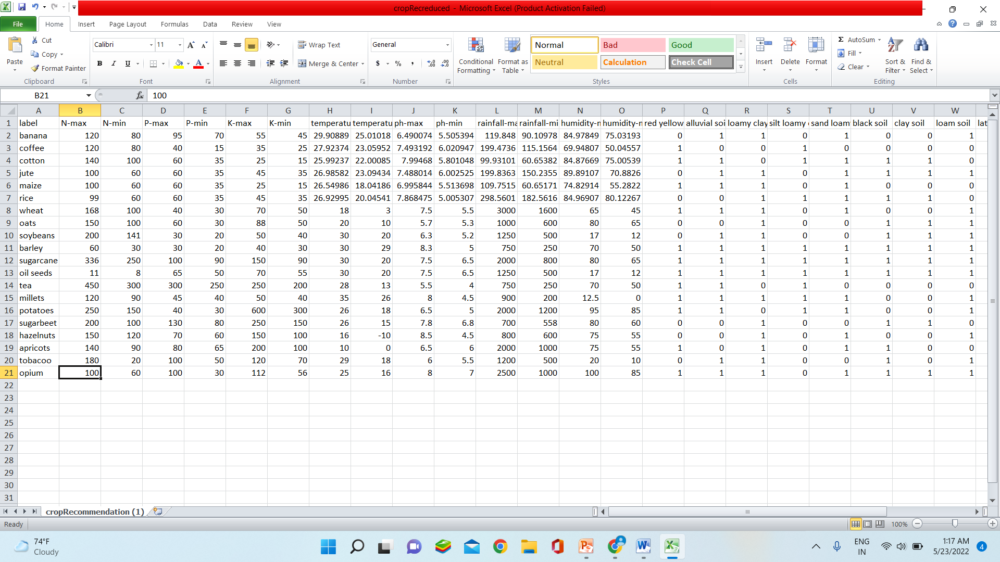 cropRecreduced - Microsoft Excel (Product Activation Failed)
File Home Insert Page Layout Formulas Data Review View
Paste Cut Copy Format Painter
Calibri 11
B I U A
Wrap Text
Merge & Center
General
$ % ,
Conditional Formatting Format as Table
Normal Bad Good
Neutral Calculation Check Cell
Insert Delete Format
Σ AutoSum
Fill
Clear
Sort & Filter Find & Select
Clipboard Font Alignment Number Styles Cells Editing
B21 fx 100
A B C D E F G H I J K L M N O P Q R S T U V W
1 label N-max N-min P-max P-min K-max K-min temperatu temperatu ph-max ph-min rainfall-ma rainfall-mi humidity-n humidity-n red yellow alluvial soi loamy clay silt loamy sand loam black soil clay soil loam soil lat
2 banana 120 80 95 70 55 45 29.90889 25.01018 6.490074 5.505394 119.848 90.10978 84.97849 75.03193 0 1 1 0 1 0 0 1
3 coffee 120 80 40 15 35 25 27.92374 23.05952 7.493192 6.020947 199.4736 115.1564 69.94807 50.04557 1 0 0 1 0 0 0 0
4 cotton 140 100 60 35 25 15 25.99237 22.00085 7.99468 5.801048 99.93101 60.65382 84.87669 75.00539 1 1 0 1 1 1 1 0
5 jute 100 60 60 35 45 35 26.98582 23.09434 7.488014 6.002525 199.8363 150.2355 89.89107 70.8826 0 1 1 0 1 1 1 1
6 maize 100 60 60 35 25 15 26.54986 18.04186 6.995844 5.513698 109.7515 60.65171 74.82914 55.2822 1 1 1 0 1 0 0 0
7 rice 99 60 60 35 45 35 26.92995 20.04541 7.868475 5.005307 298.5601 182.5616 84.96907 80.12267 0 0 1 1 1 1 1 0
8 wheat 168 100 40 30 70 50 18 3 7.5 5.5 3000 1600 65 45 1 1 1 0 1 0 0 1
9 oats 150 100 60 30 88 50 20 10 5.7 5.3 1000 600 80 65 0 0 1 0 0 1 1 1
10 soybeans 200 141 30 20 50 40 30 20 6.3 5.2 1250 500 17 12 0 1 1 0 0 1 1 1
11 barley 60 30 30 20 40 30 30 29 8.3 5 750 250 70 50 1 1 1 1 1 1 1 1
12 sugarcane 336 250 100 90 150 90 30 20 7.5 6.5 2000 800 80 65 1 1 1 1 1 1 1 1
13 oil seeds 11 8 65 50 70 55 30 20 7.5 6.5 1250 500 17 12 1 1 1 1 1 1 1 1
14 tea 450 300 300 250 250 200 28 13 5.5 4 750 250 70 50 1 1 0 1 0 0 0 0
15 millets 120 90 45 40 50 40 35 26 8 4.5 900 200 12.5 0 1 1 1 1 1 0 0 1
16 potatoes 250 150 40 30 600 300 26 18 6.5 5 2000 1200 95 85 1 1 0 1 1 0 0 1
17 sugarbeet 200 100 130 80 250 150 26 15 7.8 6.8 700 558 80 60 0 0 1 0 0 1 1 0
18 hazelnuts 150 120 70 60 150 100 16 -10 8.5 4.5 800 600 75 55 0 0 1 0 1 0 0 1
19 apricots 140 90 80 65 200 100 10 0 6.5 6 2000 1000 75 55 1 0 1 0 1 1 0 0
20 tobacoo 180 20 100 50 120 70 29 18 6 5.5 1200 500 20 10 0 1 1 0 0 1 0 1
21 opium 100 60 100 30 112 56 25 16 8 7 2500 1000 100 85 1 1 1 0 1 1 1 1
22
23
24
25
26
27
28
29
30
31
cropRecommendation (1)
Ready 100%
74°F
Cloudy
ENG
IN
1:17 AM
5/23/2022
4